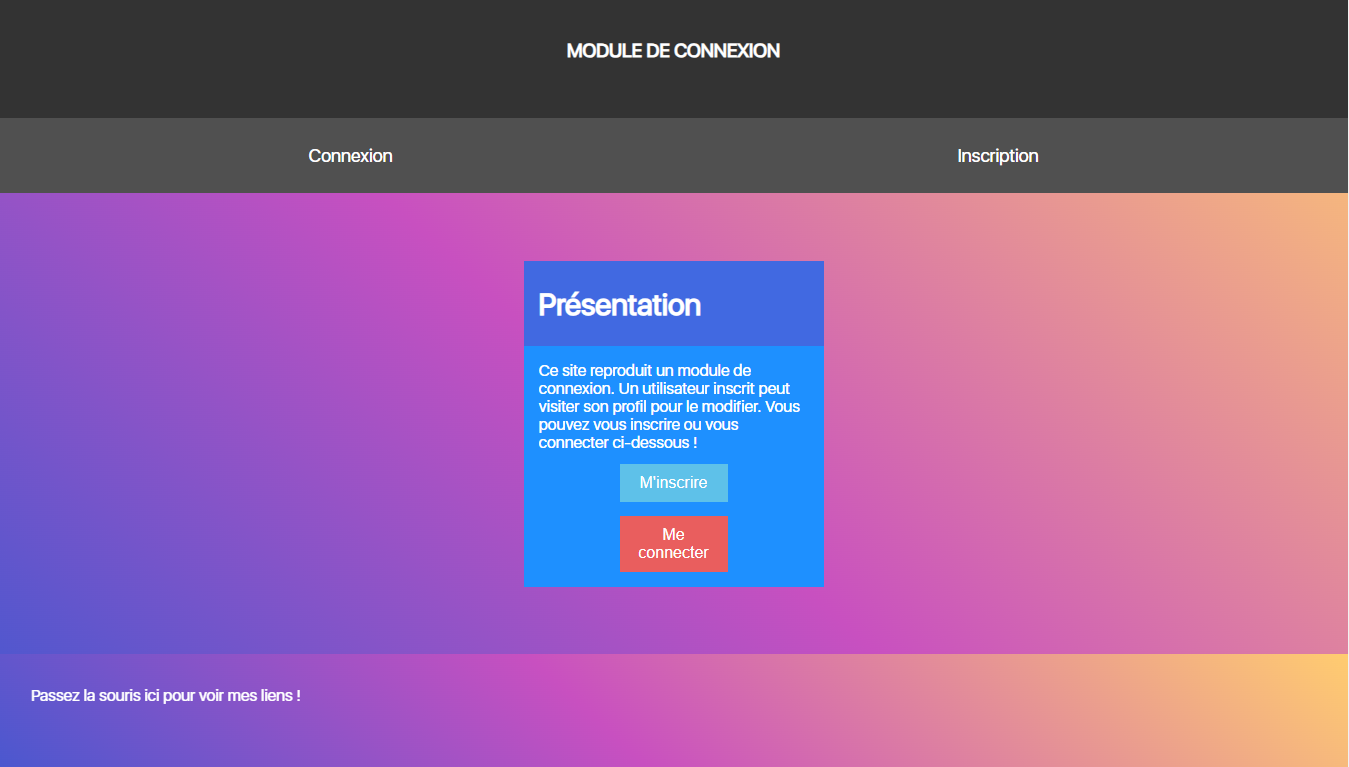 MODULE DE CONNEXION
Connexion
Inscription
Présentation
Ce site reproduit un module de
connexion. Un utilisateur inscrit peut
visiter son profil pour le modifier. Vous
pouvez vous inscrire ou vous
connecter ci-dessous !
M'inscrire
Me
connecter
Passez la souris ici pour voir mes liens !